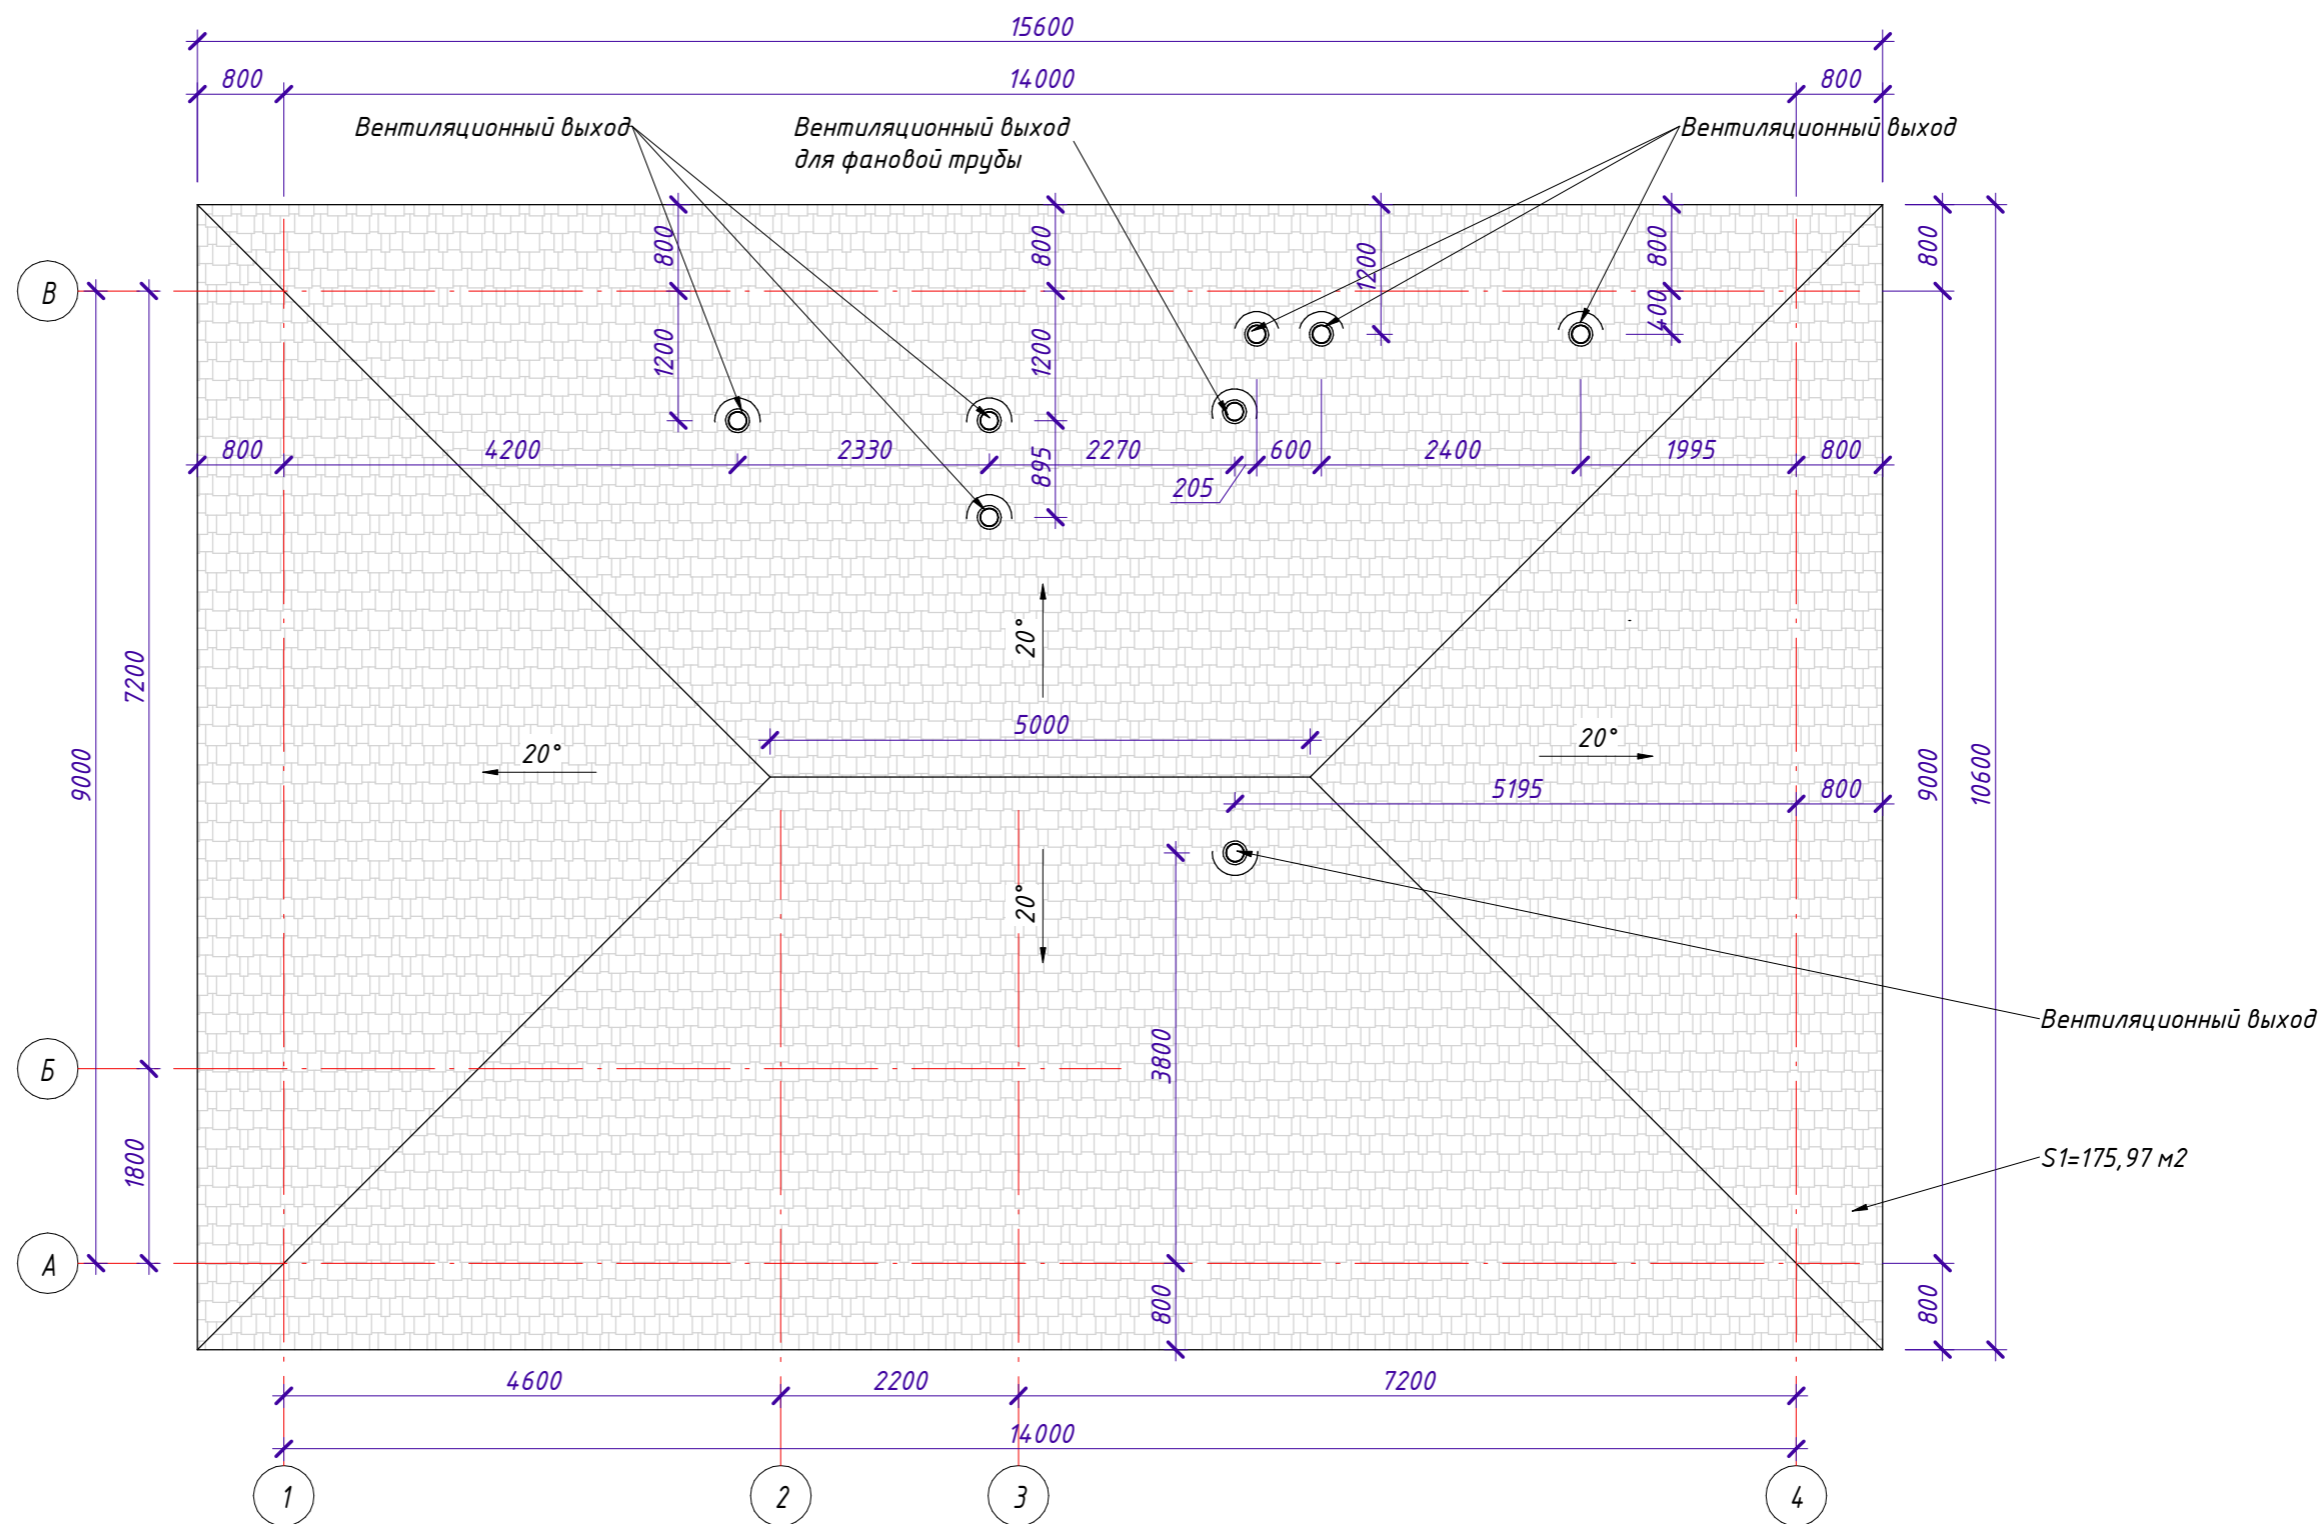 15600
800 14000 800
Вентиляционный выход
Вентиляционный выход
для фановой трубы
Вентиляционный выход
800 800 1200 800 800
В
400
1200 1200
800 4200 2330 2270 600 2400 1995 800
895
205
7200
20°
5000
20° 20°
9000
5195 800
9000 10600
20°
Вентиляционный выход
3800
Б
1800
S1=175,97 м2
А
800 800
4600 2200 7200
14000
1 2 3 4